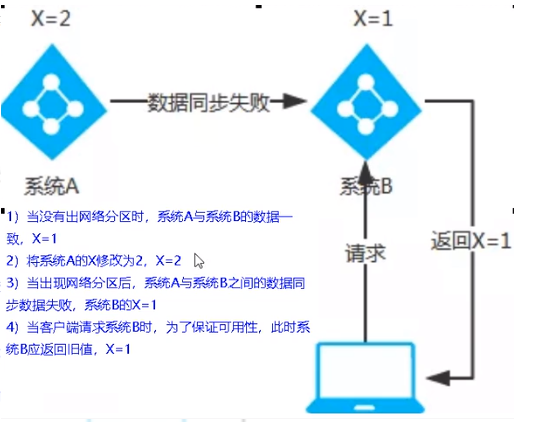 X=2
X=1
数据同步失败
系统A
系统B
1）当没有出网络分区时，系统A与系统B的数据一
致，X=1
2）将系统A的X修改为2，X=2
3）当出现网络分区后，系统A与系统B之间的数据同
步数据失败，系统B的X=1
4）当客户端请求系统B时，为了保证可用性，此时系
统B应返回旧值，X=1
请求
返回X=1